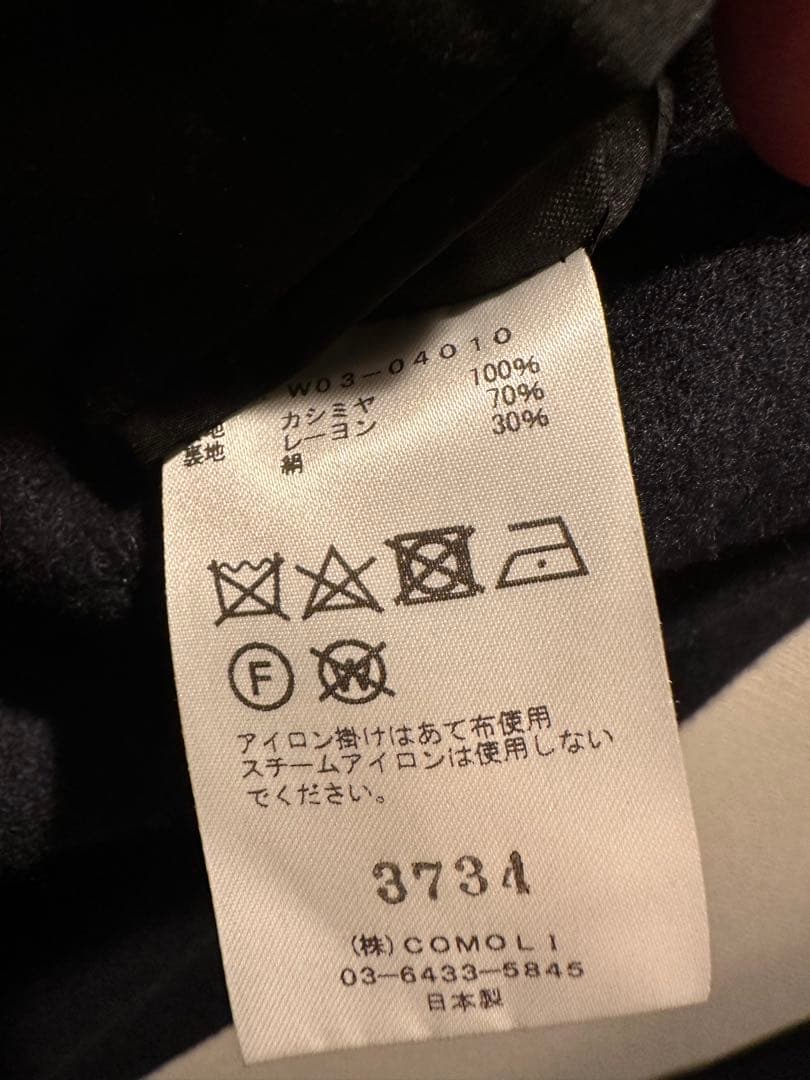 W03-04010
表地 カシミヤ 100%
裏地 レーヨン 70%
絹 30%
F W
アイロン掛けはあて布使用
スチームアイロンは使用しない
でください。
3734
(株)COMOLI
03-6433-5845
日本製